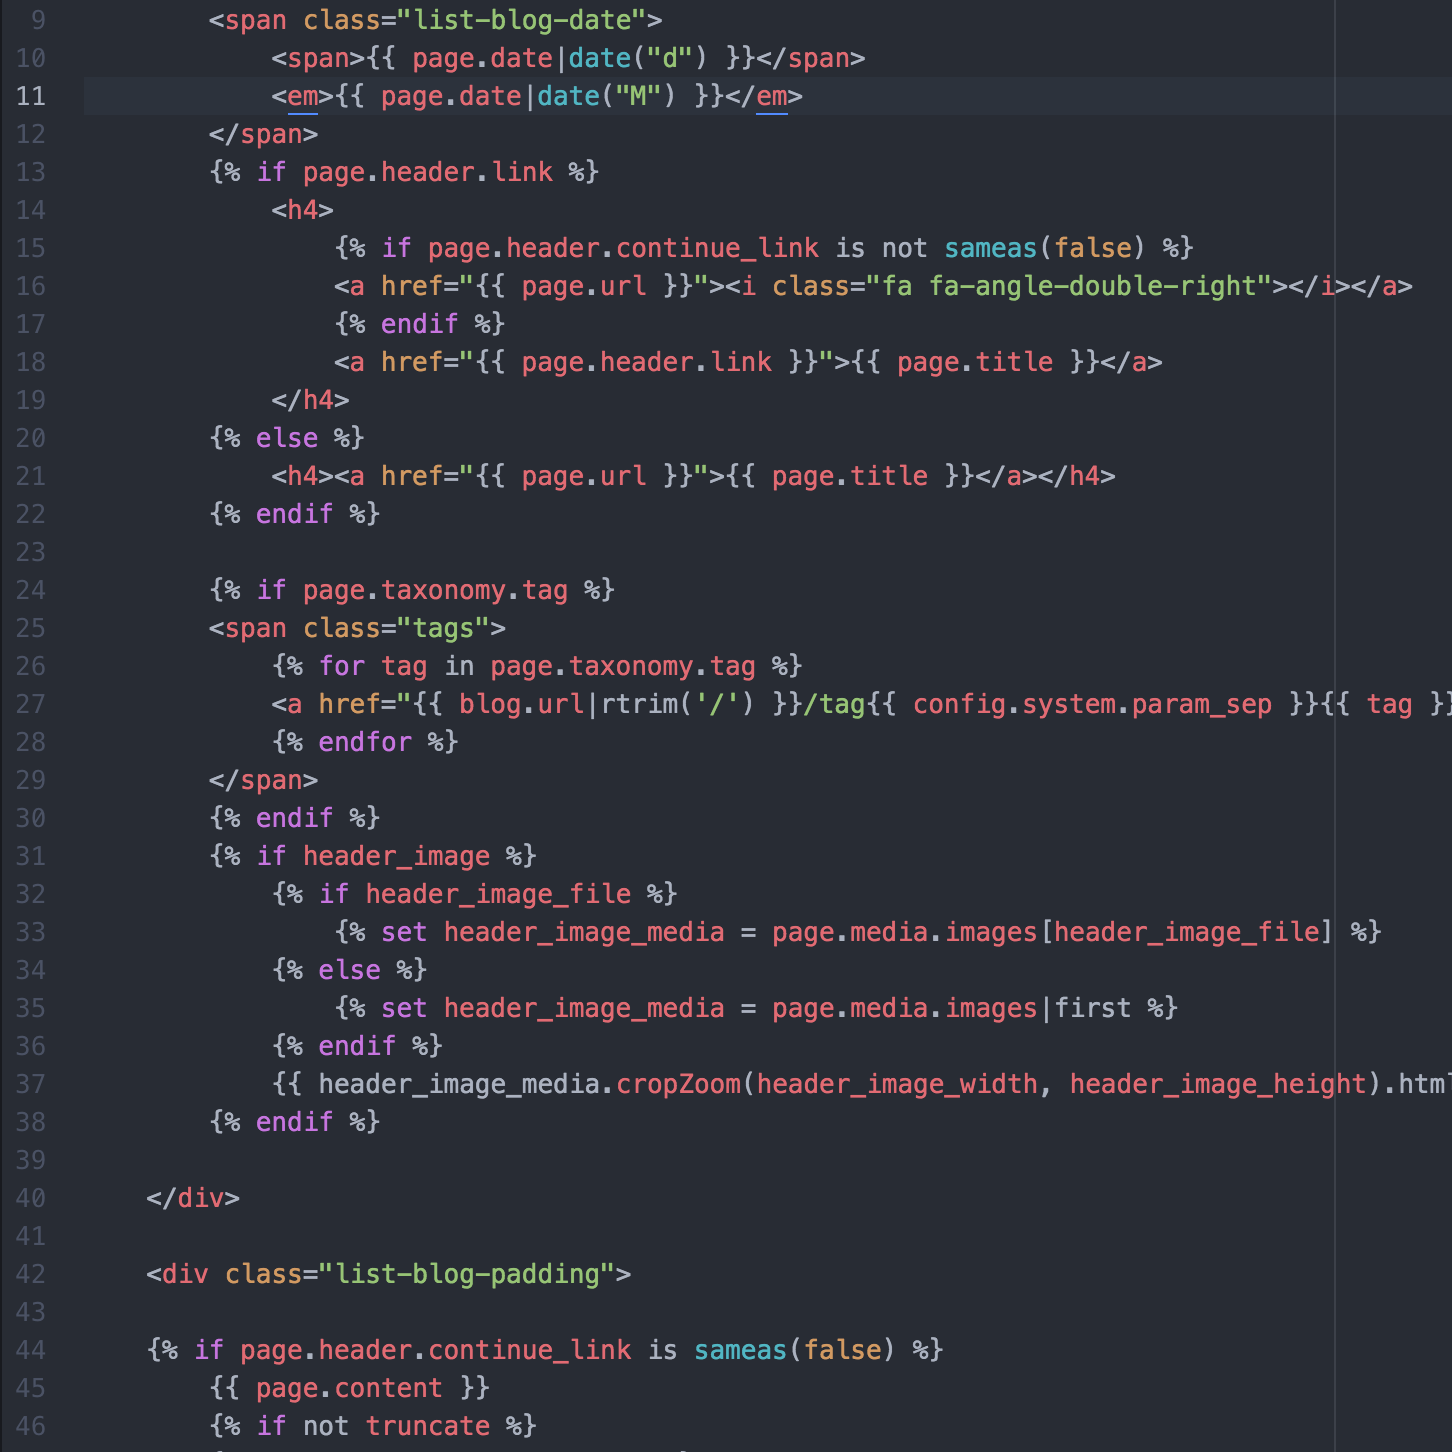 9 <span class="list-blog-date">
10 <span>{{ page.date|date("d") }}</span>
11 <em>{{ page.date|date("M") }}</em>
12 </span>
13 {% if page.header.link %}
14 <h4>
15 {% if page.header.continue_link is not sameas(false) %}
16 <a href="{{ page.url }}"><i class="fa fa-angle-double-right"></i></a>
17 {% endif %}
18 <a href="{{ page.header.link }}">{{ page.title }}</a>
19 </h4>
20 {% else %}
21 <h4><a href="{{ page.url }}">{{ page.title }}</a></h4>
22 {% endif %}
23
24 {% if page.taxonomy.tag %}
25 <span class="tags">
26 {% for tag in page.taxonomy.tag %}
27 <a href="{{ blog.url|rtrim('/') }}/tag{{ config.system.param_sep }}{{ tag }}
28 {% endfor %}
29 </span>
30 {% endif %}
31 {% if header_image %}
32 {% if header_image_file %}
33 {% set header_image_media = page.media.images[header_image_file] %}
34 {% else %}
35 {% set header_image_media = page.media.images|first %}
36 {% endif %}
37 {{ header_image_media.cropZoom(header_image_width, header_image_height).html
38 {% endif %}
39
40 </div>
41
42 <div class="list-blog-padding">
43
44 {% if page.header.continue_link is sameas(false) %}
45 {{ page.content }}
46 {% if not truncate %}